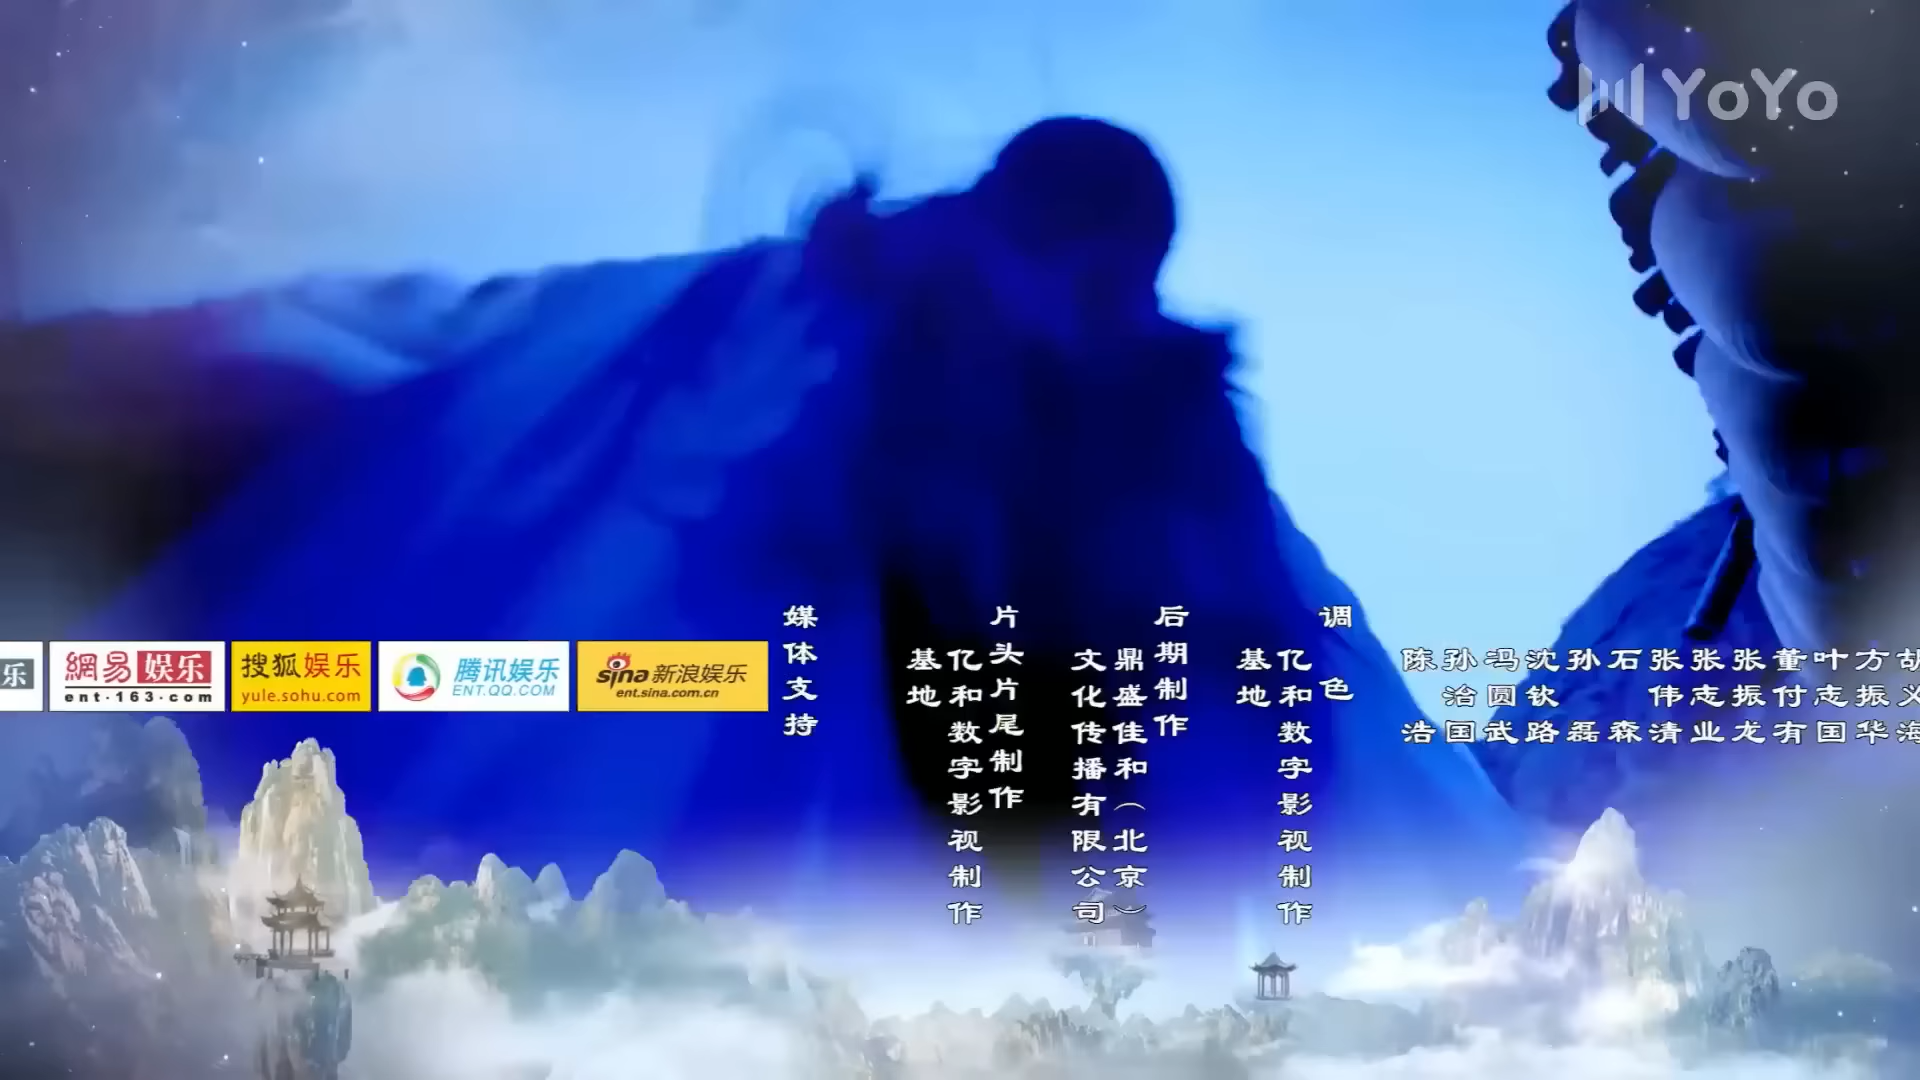 YoYo
方振华
叶志国
董付有
张振龙
张志业
张伟清
石森
孙磊
沈钦路
冯圆武
孙治国
陈浩
调色
亿和数字影视制作
基地
后期制作
鼎盛佳和（北京）
文化传播有限公司
片头片尾制作
亿和数字影视制作
基地
媒体支持
sina新浪娱乐
ent.sina.com.cn
腾讯娱乐
ENT.QQ.COM
搜狐娱乐
yule.sohu.com
網易娱乐
ent·163.com
乐